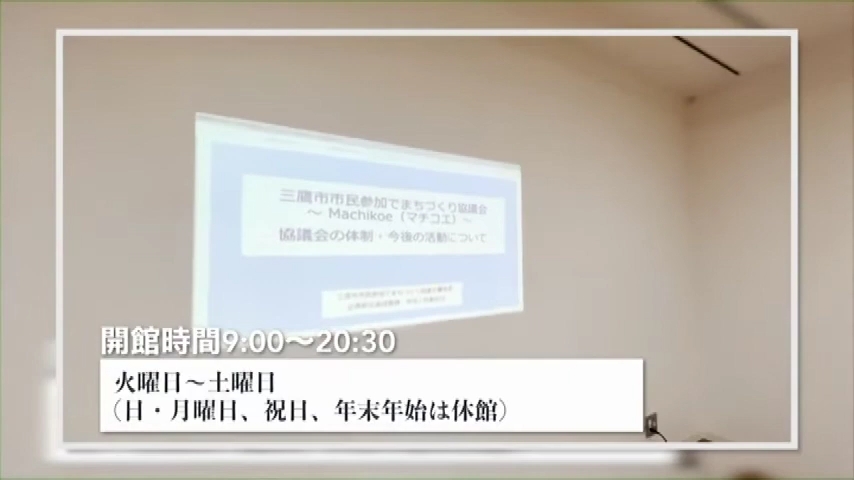 三鷹市市民参加でまちづくり協議会
～ Machikoe（マチコエ）～
協議会の体制・今後の活動について
開館時間9:00～20:30
火曜日～土曜日
（日・月曜日、祝日、年末年始は休館）